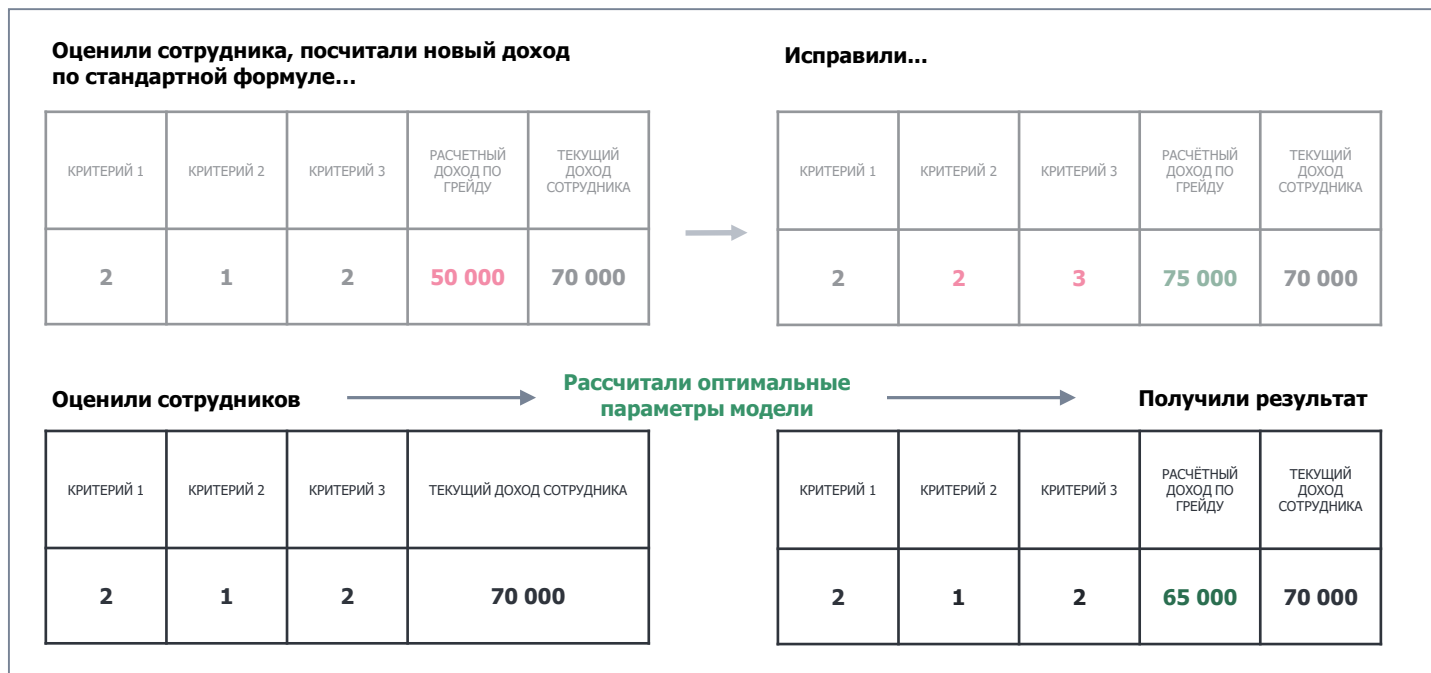 Оценили сотрудника, посчитали новый доход
по стандартной формуле...
КРИТЕРИЙ 1
КРИТЕРИЙ 2
КРИТЕРИЙ 3
РАСЧЕТНЫЙ
ДОХОД ПО
ГРЕЙДУ
ТЕКУЩИЙ
ДОХОД
СОТРУДНИКА
2
1
2
50 000
70 000
Исправили...
КРИТЕРИЙ 1
КРИТЕРИЙ 2
КРИТЕРИЙ 3
РАСЧЁТНЫЙ
ДОХОД ПО
ГРЕЙДУ
ТЕКУЩИЙ
ДОХОД
СОТРУДНИКА
2
2
3
75 000
70 000
Оценили сотрудников
Рассчитали оптимальные
параметры модели
Получили результат
КРИТЕРИЙ 1
КРИТЕРИЙ 2
КРИТЕРИЙ 3
ТЕКУЩИЙ ДОХОД СОТРУДНИКА
2
1
2
70 000
КРИТЕРИЙ 1
КРИТЕРИЙ 2
КРИТЕРИЙ 3
РАСЧЁТНЫЙ
ДОХОД ПО
ГРЕЙДУ
ТЕКУЩИЙ
ДОХОД
СОТРУДНИКА
2
1
2
65 000
70 000